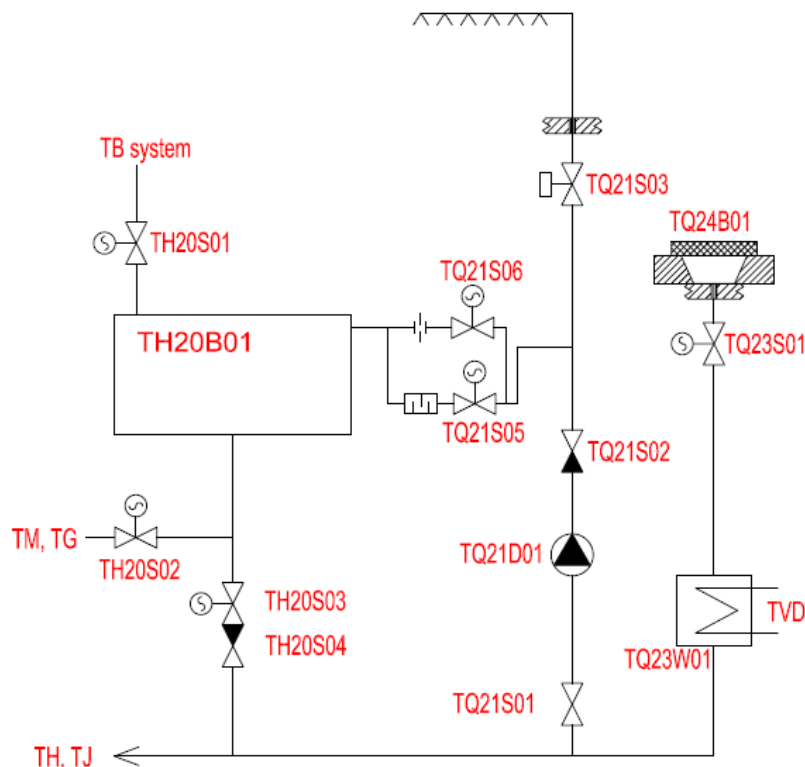 TB system
TQ21S03
TQ24B01
TH20S01
TQ21S06
TH20B01
TQ23S01
TQ21S05
TQ21S02
TM, TG
TH20S02
TQ21D01
TH20S03
TVD
TH20S04
TQ23W01
TQ21S01
TH. TJ